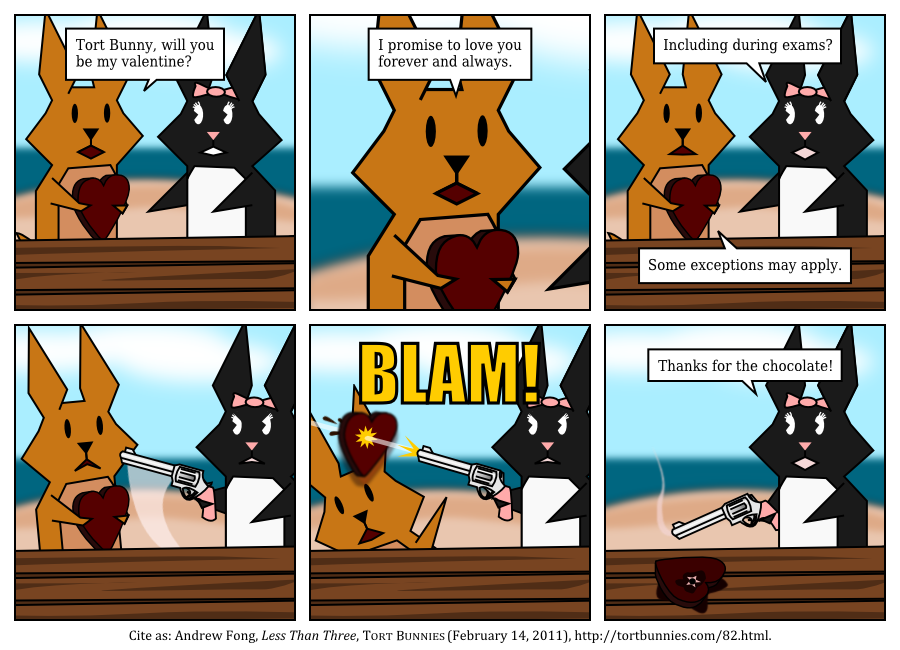 Tort Bunny, will you
be my valentine?
I promise to love you
forever and always.
Including during exams?
Some exceptions may apply.
BLAM!
Thanks for the chocolate!
Cite as: Andrew Fong, Less Than Three, Tort Bunnies (February 14, 2011), http://tortbunnies.com/82.html.